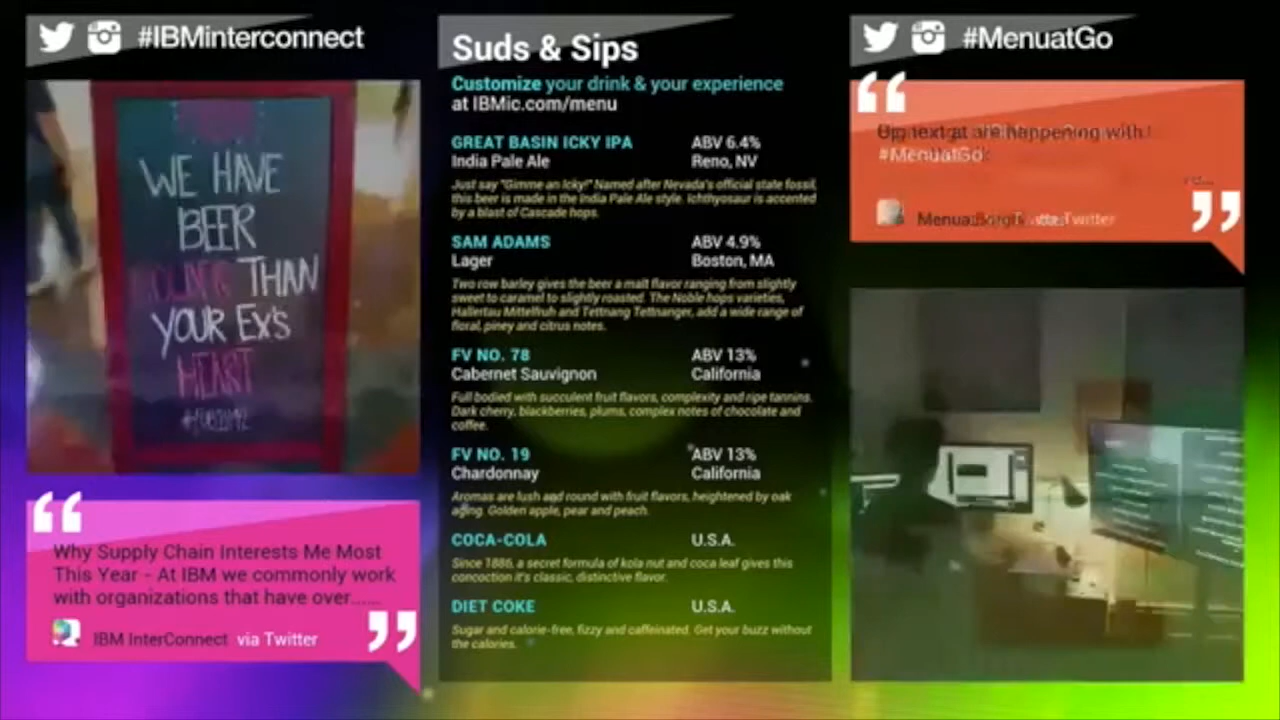 #IBMinterconnect
WE HAVE
BEER
THAN
YOUR EX'S
HEART
Why Supply Chain Interests Me Most
This Year - At IBM we commonly work
with organizations that have over......
IBM InterConnect via Twitter
Suds & Sips
Customize your drink & your experience
at IBMic.com/menu
GREAT BASIN ICKY IPA ABV 6.4%
India Pale Ale Reno, NV
Just say "Gimme an Icky!" Named after Nevada's official state fossil,
this beer is made in the India Pale Ale style. Ichthyosaur is accented
by a blast of Cascade hops.
SAM ADAMS ABV 4.9%
Lager Boston, MA
Two row barley gives the beer a malt flavor ranging from slightly
sweet to caramel to slightly roasted. The Noble hops varieties,
Hallertau Mittelfruh and Tettnang Tettnanger, add a wide range of
floral, piney and citrus notes.
FV NO. 78 ABV 13%
Cabernet Sauvignon California
Full bodied with succulent fruit flavors, complexity and ripe tannins.
Dark cherry, blackberries, plums, complex notes of chocolate and
coffee.
FV NO. 19 ABV 13%
Chardonnay California
Aromas are lush and round with fruit flavors, heightened by oak
aging. Golden apple, pear and peach.
COCA-COLA U.S.A.
Since 1886, a secret formula of kola nut and coca leaf gives this
concoction it's classic, distinctive flavor.
DIET COKE U.S.A.
Sugar and calorie-free, fizzy and caffeinated. Get your buzz without
the calories.
#MenuatGo
happening with
#MenuatGo
Twitter